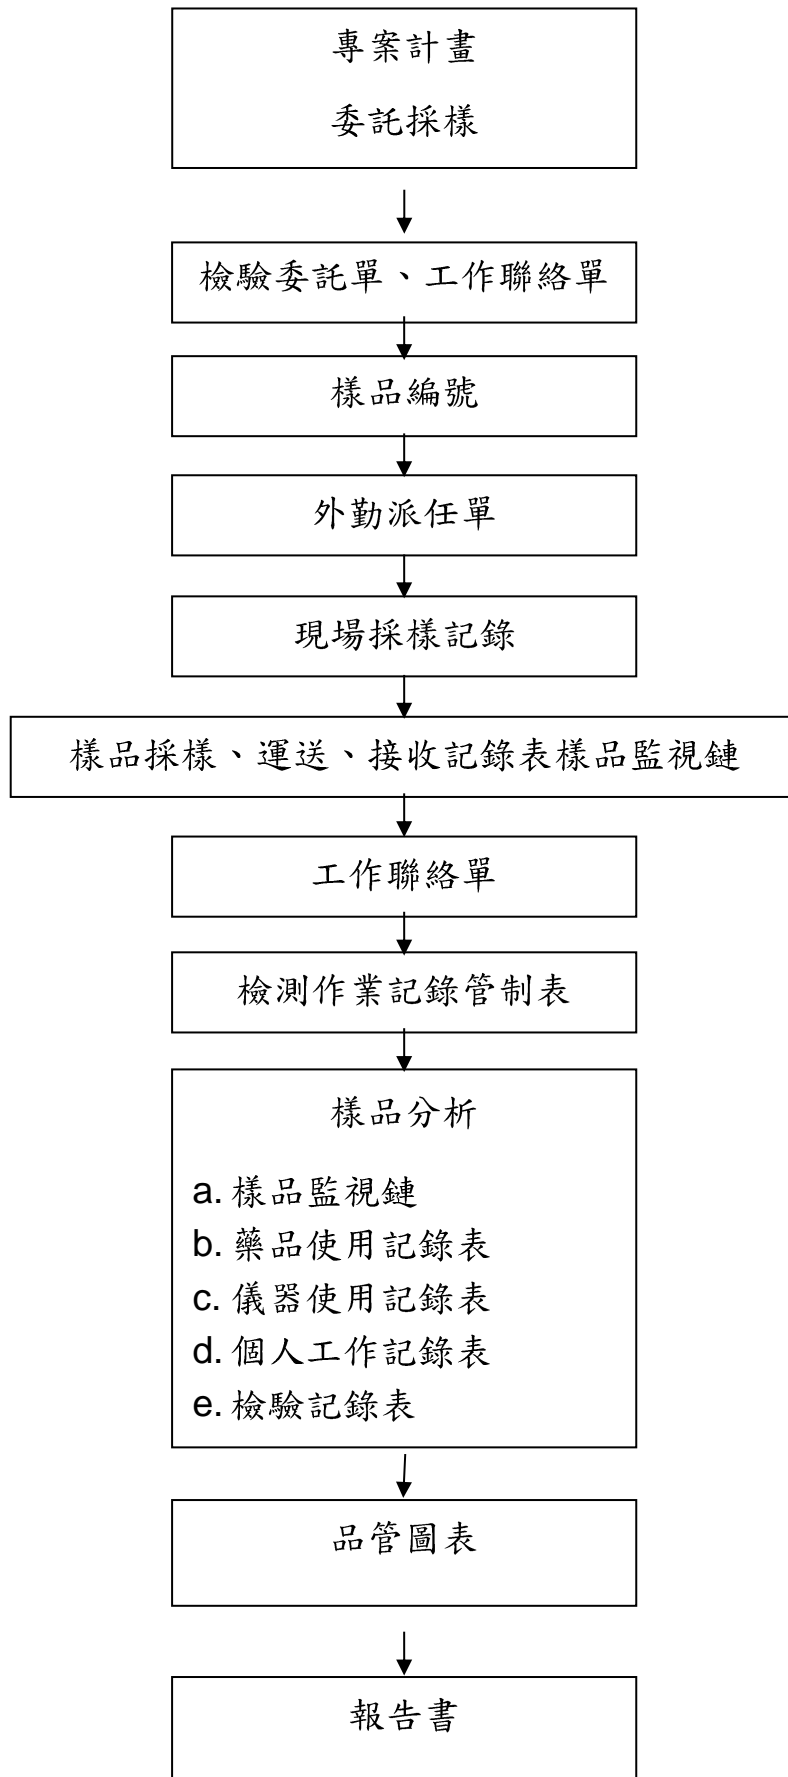 專案計畫
委託採樣
檢驗委託單、工作聯絡單
樣品編號
外勤派任單
現場採樣記錄
樣品採樣、運送、接收記錄表樣品監視鏈
工作聯絡單
檢測作業記錄管制表
樣品分析
a. 樣品監視鏈
b. 藥品使用記錄表
c. 儀器使用記錄表
d. 個人工作記錄表
e. 檢驗記錄表
品管圖表
報告書